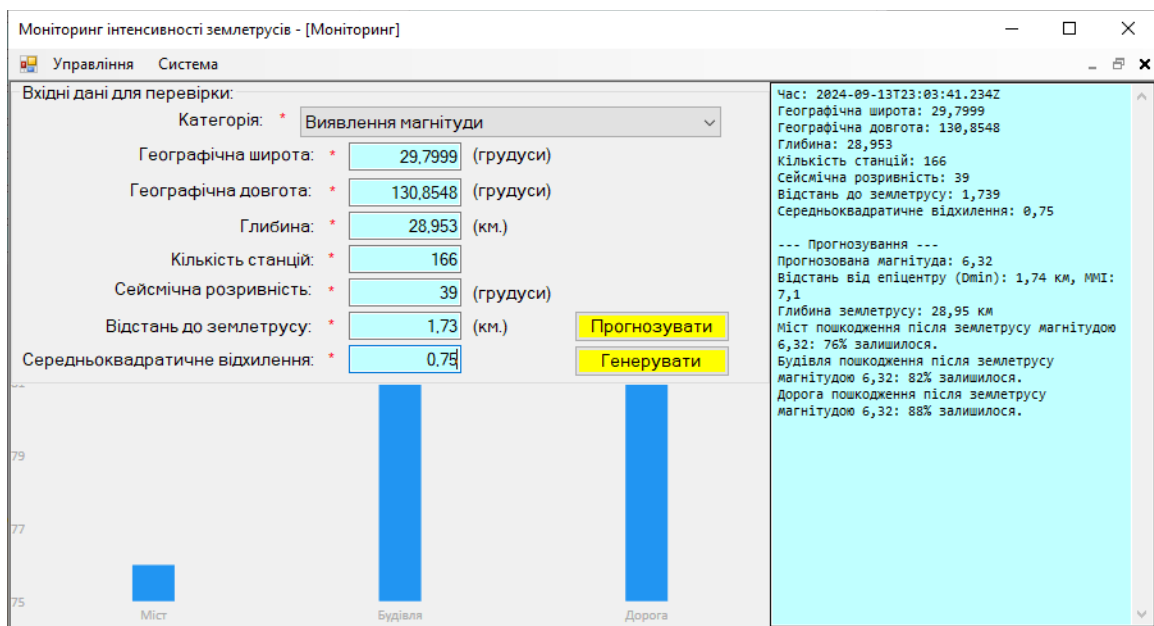 Моніторинг інтенсивності землетрусів - [Моніторинг]
Управління Система
Вхідні дані для перевірки:
Категорія: * Виявлення магнітуди
Географічна широта: * 29,7999 (грудуси)
Географічна довгота: * 130,8548 (грудуси)
Глибина: * 28,953 (км.)
Кількість станцій: * 166
Сейсмічна розривність: * 39 (грудуси)
Відстань до землетрусу: * 1,73 (км.) Прогнозувати
Середньоквадратичне відхилення: * 0,75 Генерувати
79
77
75
Міст Будівля Дорога
Час: 2024-09-13T23:03:41.234Z
Географічна широта: 29,7999
Географічна довгота: 130,8548
Глибина: 28,953
Кількість станцій: 166
Сейсмічна розривність: 39
Відстань до землетрусу: 1,739
Середньоквадратичне відхилення: 0,75
--- Прогнозування ---
Прогнозована магнітуда: 6,32
Відстань від епіцентру (Dmin): 1,74 км, MMI:
7,1
Глибина землетрусу: 28,95 км
Міст пошкодження після землетрусу магнітудою
6,32: 76% залишилося.
Будівля пошкодження після землетрусу
магнітудою 6,32: 82% залишилося.
Дорога пошкодження після землетрусу
магнітудою 6,32: 88% залишилося.